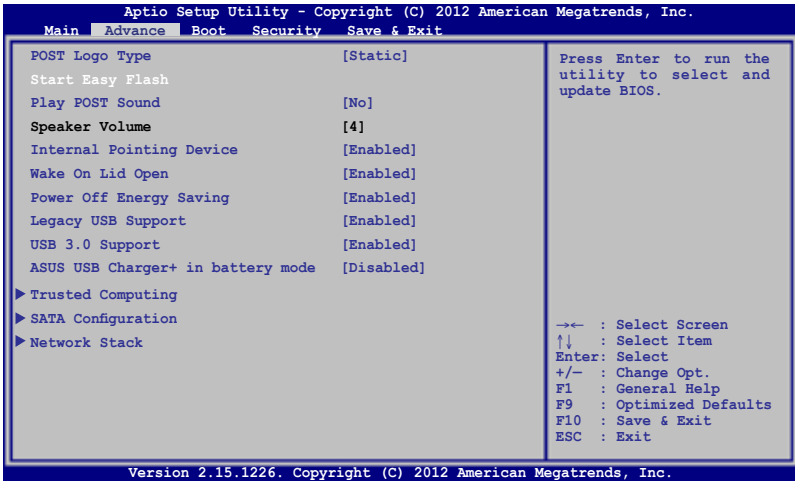 Aptio Setup Utility - Copyright (C) 2012 American Megatrends, Inc.
Main Advance Boot Security Save & Exit
POST Logo Type [Static]
Start Easy Flash
Play POST Sound [No]
Speaker Volume [4]
Internal Pointing Device [Enabled]
Wake On Lid Open [Enabled]
Power Off Energy Saving [Enabled]
Legacy USB Support [Enabled]
USB 3.0 Support [Enabled]
ASUS USB Charger+ in battery mode [Disabled]
Trusted Computing
SATA Configuration
Network Stack
Press Enter to run the
utility to select and
update BIOS.
→← : Select Screen
↑↓ : Select Item
Enter: Select
+/— : Change Opt.
F1 : General Help
F9 : Optimized Defaults
F10 : Save & Exit
ESC : Exit
Version 2.15.1226. Copyright (C) 2012 American Megatrends, Inc.